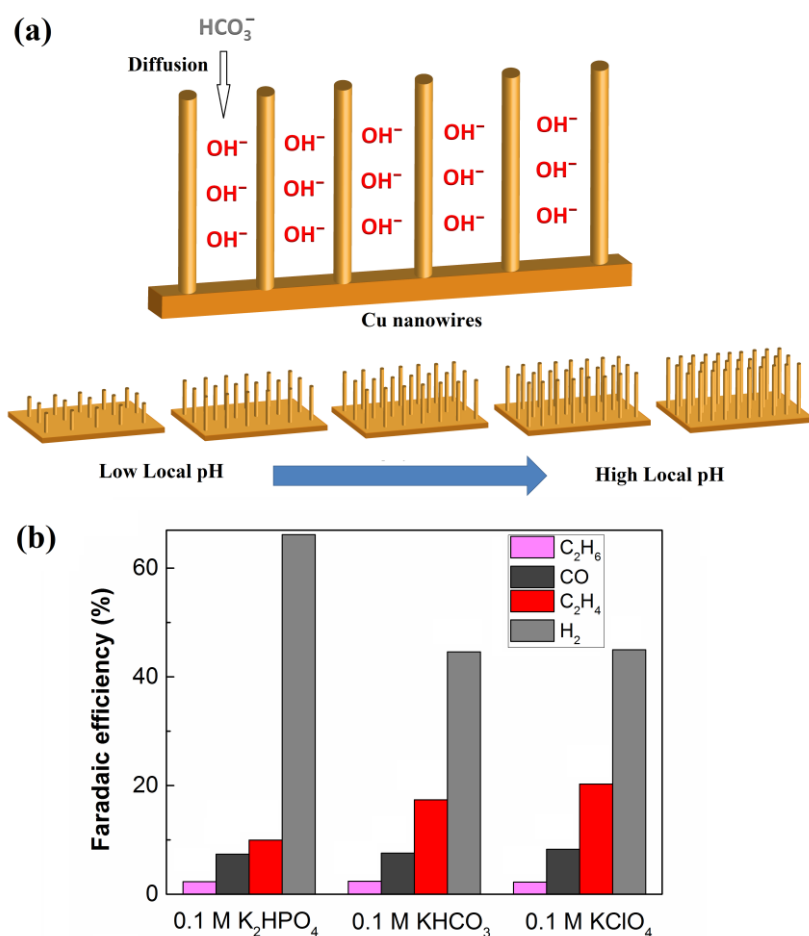 (a)
HCO₃⁻
Diffusion
OH⁻ OH⁻ OH⁻ OH⁻ OH⁻
OH⁻ OH⁻ OH⁻ OH⁻ OH⁻
OH⁻ OH⁻ OH⁻ OH⁻ OH⁻
Cu nanowires
Low Local pH High Local pH
(b)
Faradaic efficiency (%)
60
40
20
0
C₂H₆
CO
C₂H₄
H₂
0.1 M K₂HPO₄ 0.1 M KHCO₃ 0.1 M KClO₄